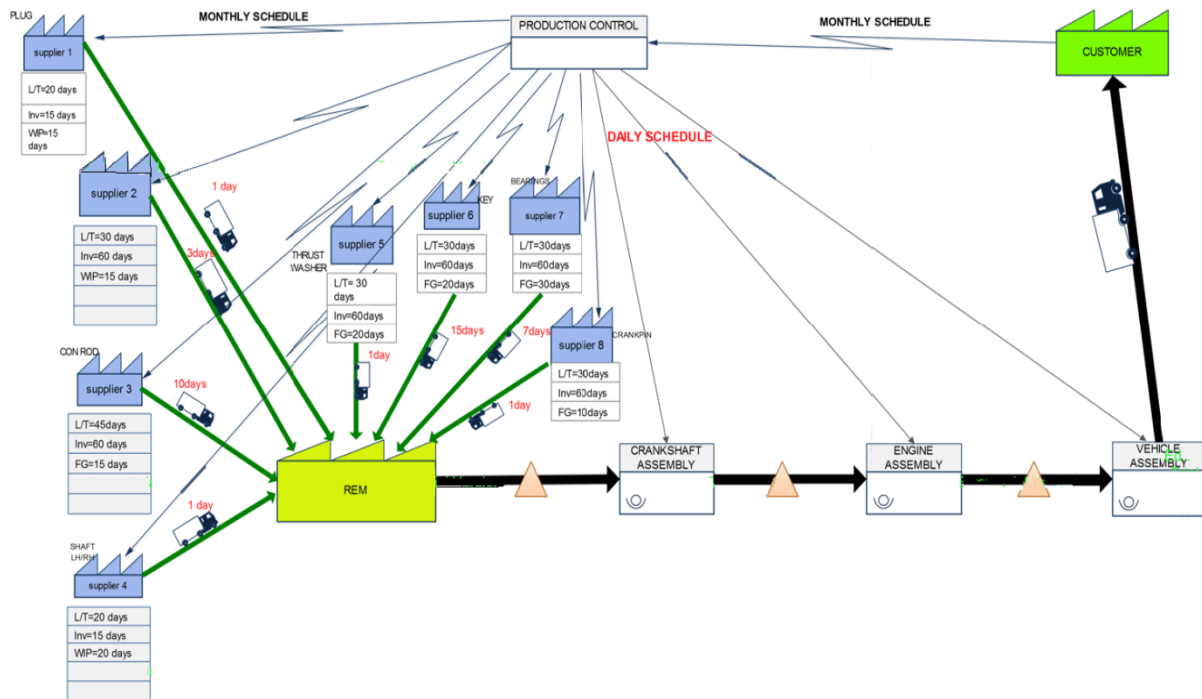 PLUG
MONTHLY SCHEDULE
PRODUCTION CONTROL
MONTHLY SCHEDULE
CUSTOMER
supplier 1
L/T=20 days
Inv=15 days
WIP=15
days
DAILY SCHEDULE
supplier 2
1 day
L/T=30 days
Inv=60 days
WIP=15 days
3days
THRUST
WASHER
supplier 5
L/T= 30
days
Inv=60days
FG=20days
1day
KEY
supplier 6
L/T=30days
Inv=60days
FG=20days
15days
BEARINGS
supplier 7
L/T=30days
Inv=60days
FG=30days
7days
supplier 8
CRANKPIN
L/T=30days
Inv=60days
FG=10days
1day
CON ROD
supplier 3
L/T=45days
Inv=60 days
FG=15 days
10days
REM
CRANKSHAFT
ASSEMBLY
ENGINE
ASSEMBLY
VEHICLE
ASSEMBLY
SHAFT
LH/RH
supplier 4
1 day
L/T=20 days
Inv=15 days
WIP=20 days